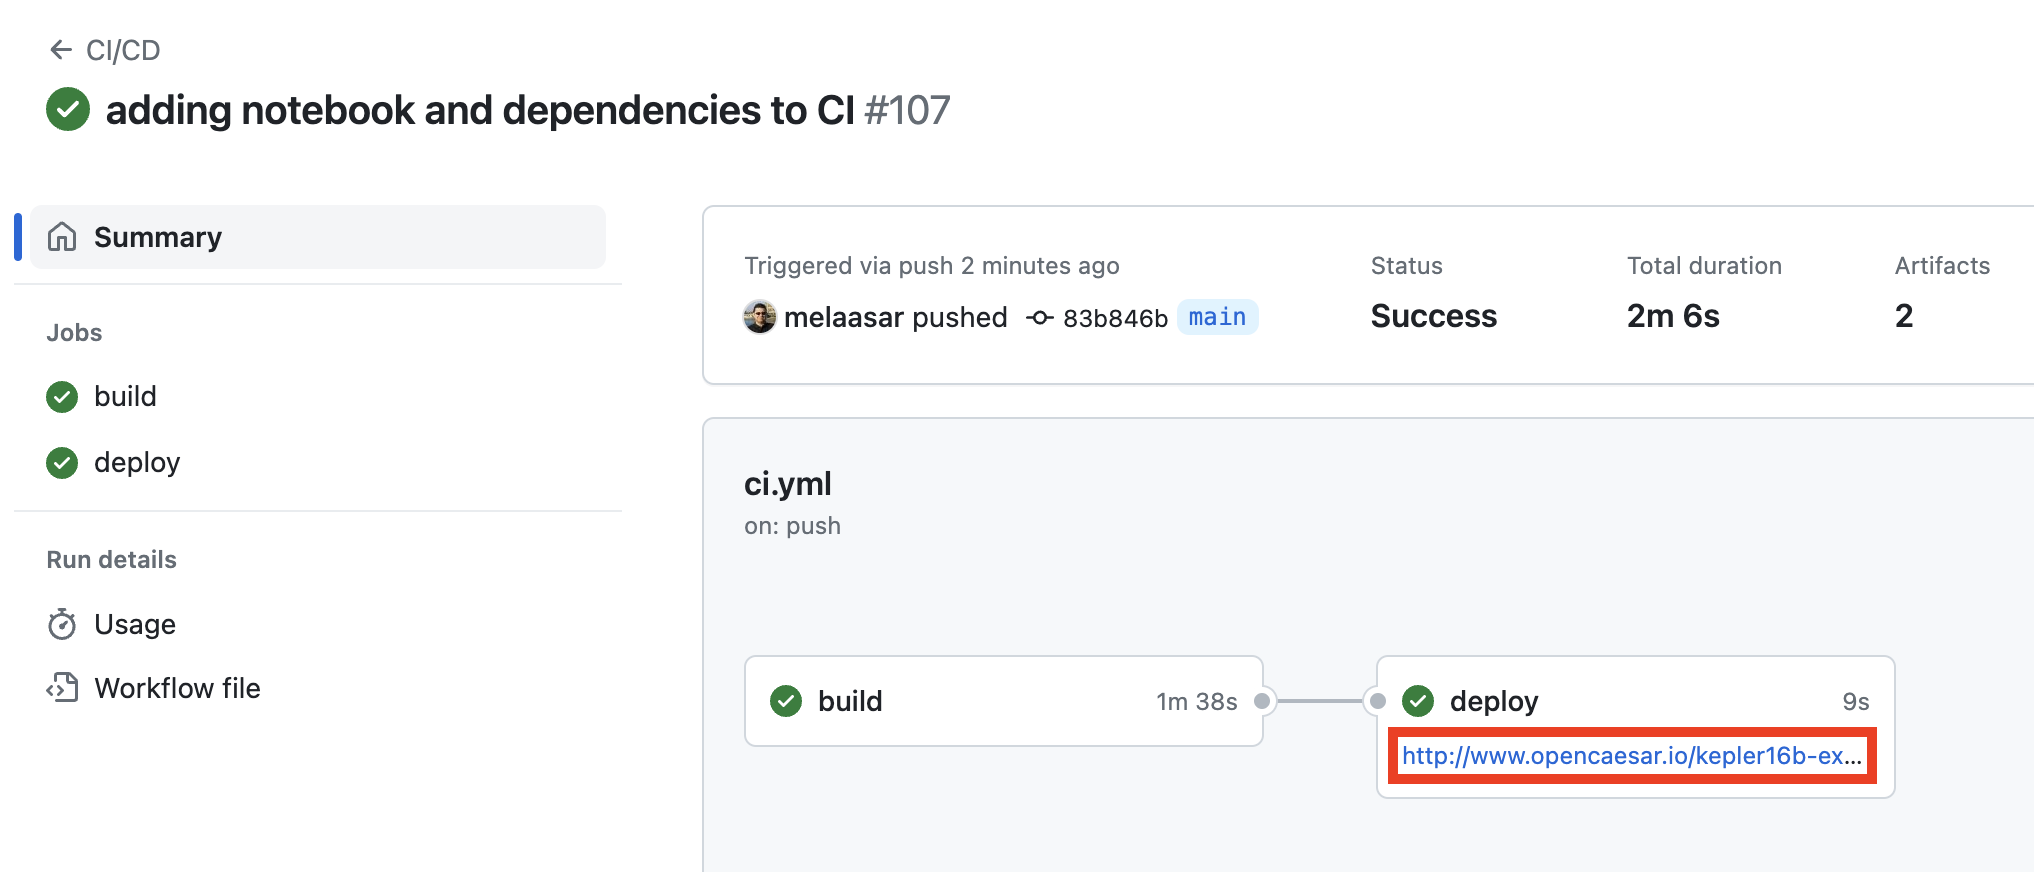 CI/CD
adding notebook and dependencies to CI #107
Summary
Jobs
build
deploy
Run details
Usage
Workflow file
Triggered via push 2 minutes ago
melaasar pushed 83b846b main
Status
Success
Total duration
2m 6s
Artifacts
2
ci.yml
on: push
build 1m 38s
deploy 9s
http://www.opencaesar.io/kepler16b-ex...